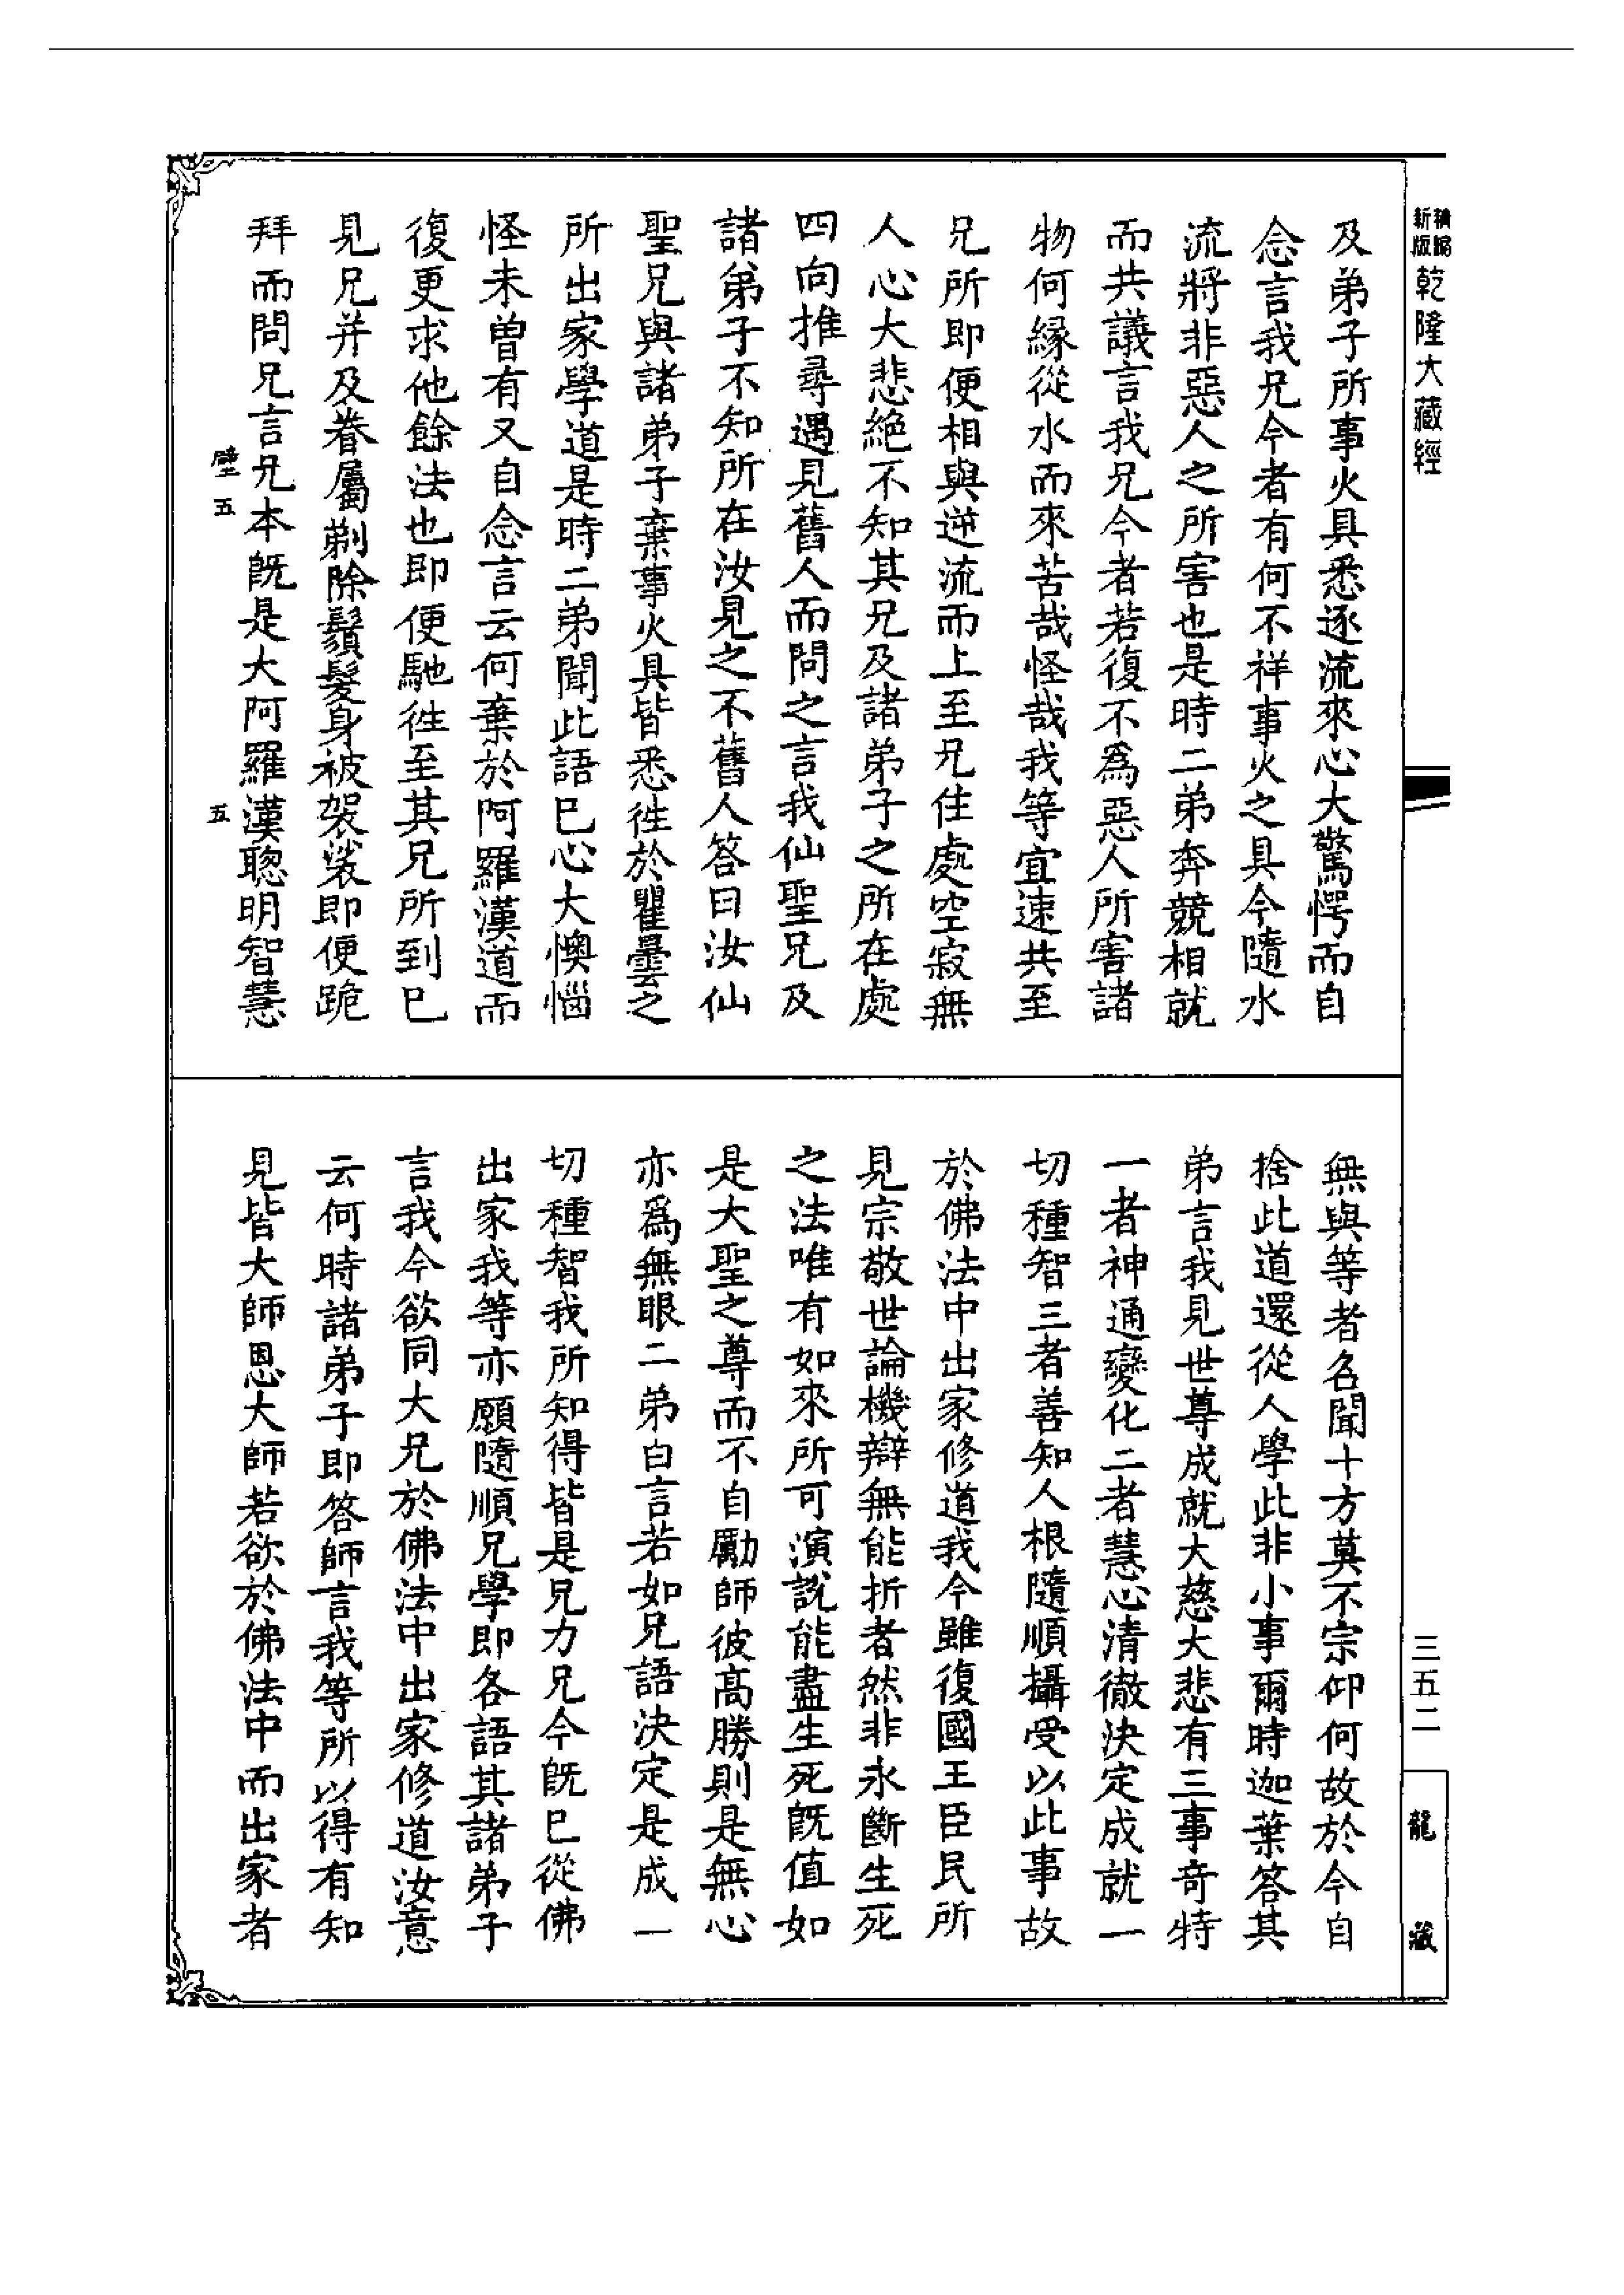 新版
精縮
乾隆大藏經
三五二
龍藏
及弟子所事火具悉逐流來心大驚愕而自
念言我兄今者有何不祥事火之具今隨水
流將非惡人之所害也是時二弟奔競相就
而共議言我兄今者若復不爲惡人所害諸
物何緣從水而來苦哉怪哉我等宜速共至
兄所即便相與逆流而上至兄住處空寂無
人心大悲絕不知其兄及諸弟子之所在處
四向推尋遇見舊人而問之言我仙聖兄及
諸弟子不知所在汝見之不舊人答曰汝仙
聖兄與諸弟子棄事火具皆悉徃於瞿曇之
所出家學道是時二弟聞此語已心大懊惱
怪未曾有又自念言云何棄於阿羅漢道而
復更求他餘法也即便馳徃至其兄所到已
見兄并及眷屬剃除鬚髮身被袈裟即便跪
拜而問兄言兄本既是大阿羅漢聰明智慧
壁五
五
無與等者名聞十方莫不宗仰何故於今自
捨此道還從人學此非小事爾時迦葉答其
弟言我見世尊成就大慈大悲有三事奇特
一者神通變化二者慧心清徹決定成就一
切種智三者善知人根隨順攝受以此事故
於佛法中出家修道我今雖復國王臣民所
見宗敬世論機辯無能折者然非永斷生死
之法唯有如來所可演說能盡生死既值如
是大聖之尊而不自勵師彼高勝則是無心
亦爲無眼二弟白言若如兄語決定是成一
切種智我所知得皆是兄力兄今既已從佛
出家我等亦願隨順兄學即各語其諸弟子
言我今欲同大兄於佛法中出家修道汝意
云何時諸弟子即答師言我等所以得有知
見皆大師恩大師若欲於佛法中而出家者